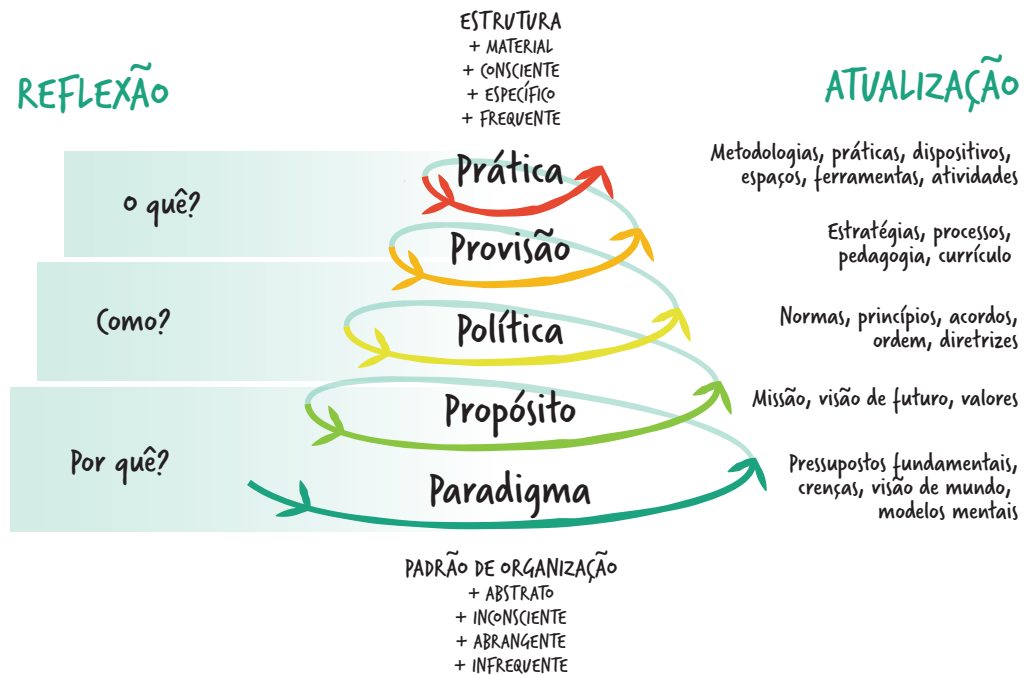 ESTRUTURA
+ MATERIAL
+ CONSCIENTE
+ ESPECÍFICO
+ FREQUENTE
REFLEXÃO
ATUALIZAÇÃO
O quê?
Prática
Metodologias, práticas, dispositivos,
espaços, ferramentas, atividades
Provisão
Estratégias, processos,
pedagogia, currículo
Como?
Política
Normas, princípios, acordos,
ordem, diretrizes
Propósito
Missão, visão de futuro, valores
Por quê?
Paradigma
Pressupostos fundamentais,
crenças, visão de mundo,
modelos mentais
PADRÃO DE ORGANIZAÇÃO
+ ABSTRATO
+ INCONSCIENTE
+ ABRANGENTE
+ INFREQUENTE